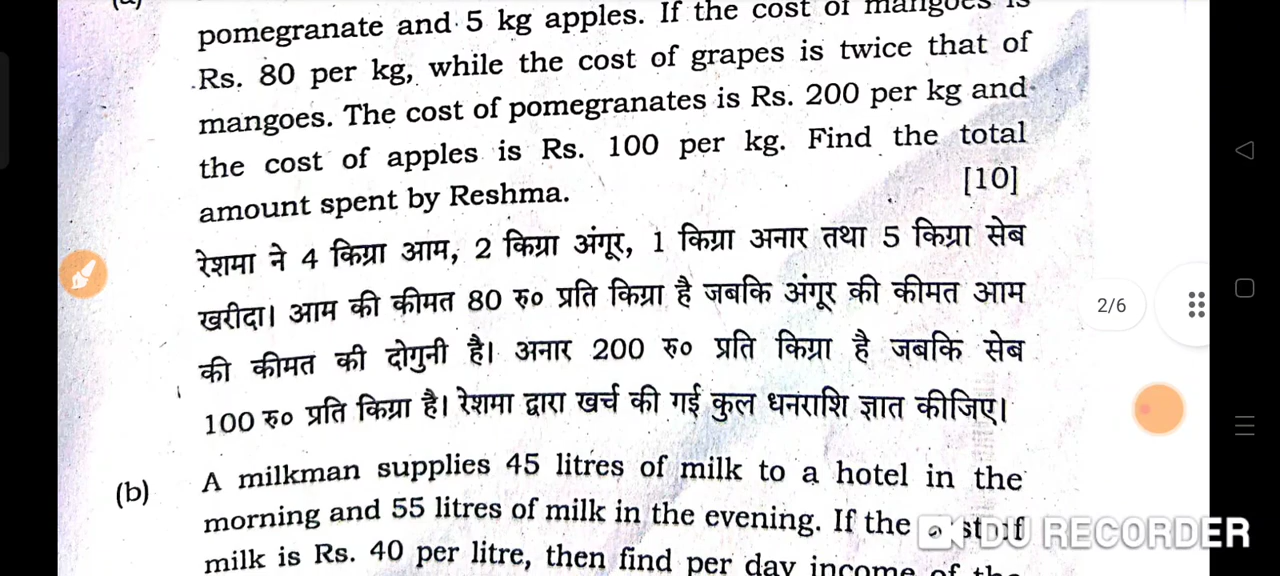 (a)
pomegranate and 5 kg apples. If the cost of mangoes is
Rs. 80 per kg, while the cost of grapes is twice that of
mangoes. The cost of pomegranates is Rs. 200 per kg and
the cost of apples is Rs. 100 per kg. Find the total
amount spent by Reshma. [10]
रेशमा ने 4 किग्रा आम, 2 किग्रा अंगूर, 1 किग्रा अनार तथा 5 किग्रा सेब
खरीदा। आम की कीमत 80 रु० प्रति किग्रा है जबकि अंगूर की कीमत आम
की कीमत की दोगुनी है। अनार 200 रु० प्रति किग्रा है जबकि सेब
100 रु० प्रति किग्रा है। रेशमा द्वारा खर्च की गई कुल धनराशि ज्ञात कीजिए।
2/6
(b) A milkman supplies 45 litres of milk to a hotel in the
morning and 55 litres of milk in the evening. If the of
milk is Rs. 40 per litre, then find per day income of the
DU RECORDER